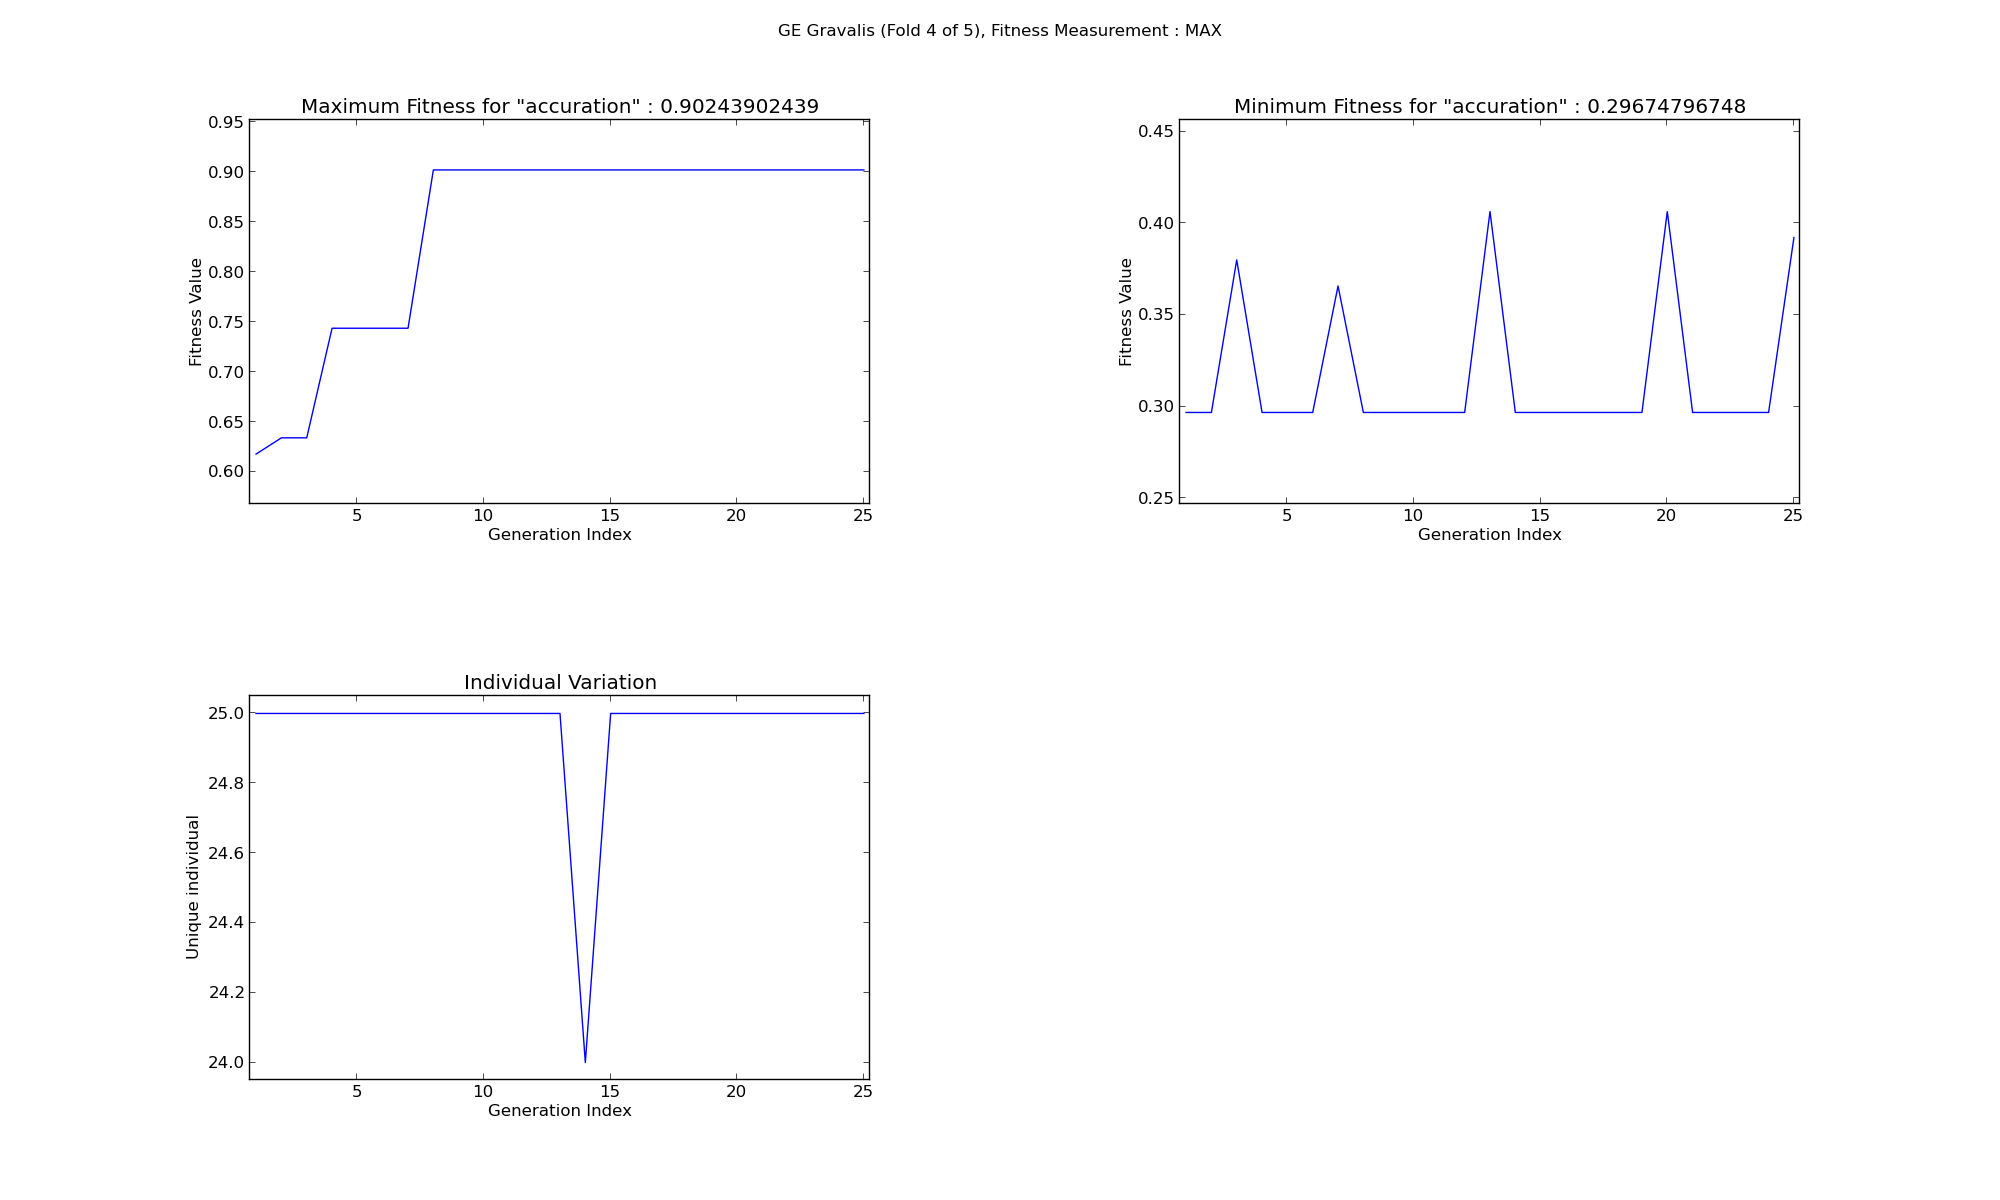 GE Gravalis (Fold 4 of 5), Fitness Measurement : MAX
Maximum Fitness for "accuration" : 0.90243902439
0.95
0.90
0.85
0.80
0.75
0.70
0.65
0.60
Fitness Value
5 10 15 20 25
Generation Index
Minimum Fitness for "accuration" : 0.29674796748
0.45
0.40
0.35
0.30
0.25
Fitness Value
5 10 15 20 25
Generation Index
Individual Variation
25.0
24.8
24.6
24.4
24.2
24.0
Unique individual
5 10 15 20 25
Generation Index